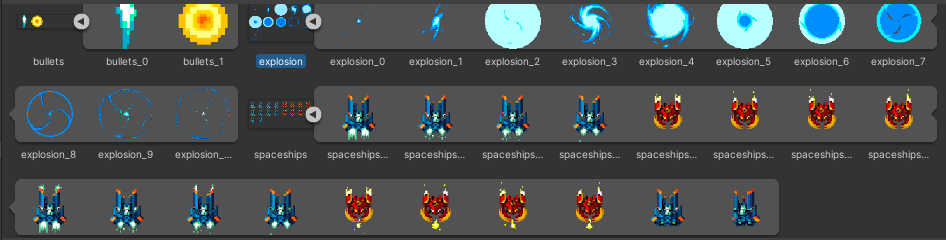 bullets bullets_0 bullets_1 explosion explosion_0 explosion_1 explosion_2 explosion_3 explosion_4 explosion_5 explosion_6 explosion_7
explosion_8 explosion_9 explosion_... spaceships spaceships... spaceships... spaceships... spaceships... spaceships... spaceships... spaceships... spaceships...